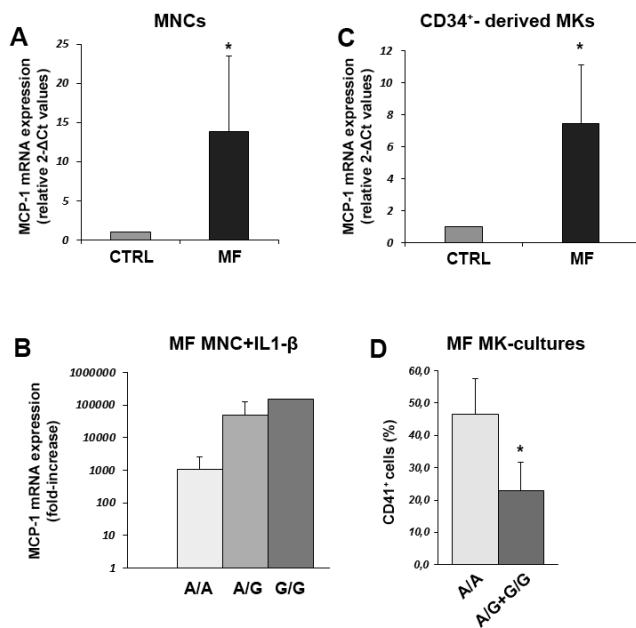 A
MNCs
MCP-1 mRNA expression
(relative 2-ΔCt values)
25
20
15
10
5
0
*
CTRL
MF
C
CD34⁺- derived MKs
MCP-1 mRNA expression
(relative 2-ΔCt values)
12
10
8
6
4
2
0
*
CTRL
MF
B
MF MNC+IL1-β
MCP-1 mRNA expression
(fold-increase)
1000000
100000
10000
1000
100
10
1
A/A
A/G
G/G
D
MF MK-cultures
CD41⁺ cells (%)
60,0
50,0
40,0
30,0
20,0
10,0
0,0
*
A/A
A/G+G/G